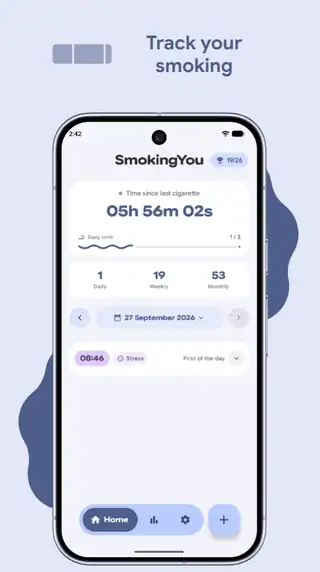 Track your
smoking
2:42
SmokingYou
19/26
Time since last cigarette
05h 56m 02s
Daily limit
1 / 3
1
19
53
Daily
Weekly
Monthly
27 September 2026
08:46
Stress
First of the day
Home